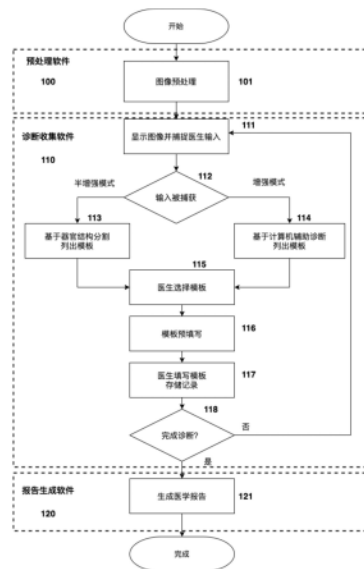 开始
预处理软件
100
图像预处理
101
诊断收集软件
110
显示图像并捕捉医生输入
111
112
半增强模式
增强模式
输入被捕获
113
114
基于器官结构分割
列出模板
基于计算机辅助诊断
列出模板
115
医生选择模板
模板预填写
116
医生填写模板
存储记录
117
118
完成诊断?
否
是
报告生成软件
120
生成医学报告
121
完成